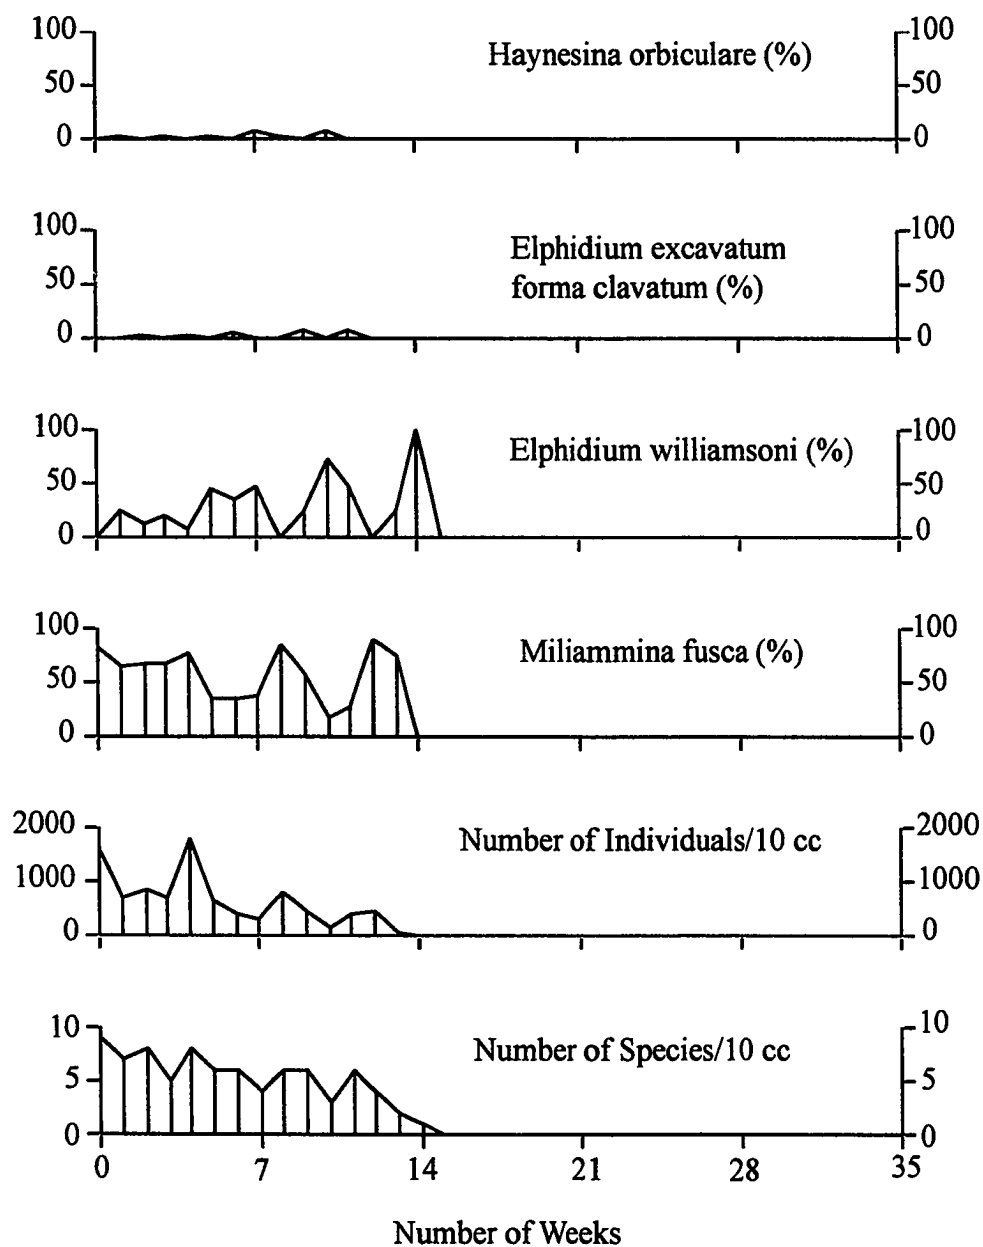 100 100
Haynesina orbiculare (%)
50 50
0 0
100 100
Elphidium excavatum
forma clavatum (%)
50 50
0 0
100 100
Elphidium williamsoni (%)
50 50
0 0
100 100
Miliammina fusca (%)
50 50
0 0
2000 2000
Number of Individuals/10 cc
1000 1000
0 0
10 10
Number of Species/10 cc
5 5
0 0
0 7 14 21 28 35
Number of Weeks